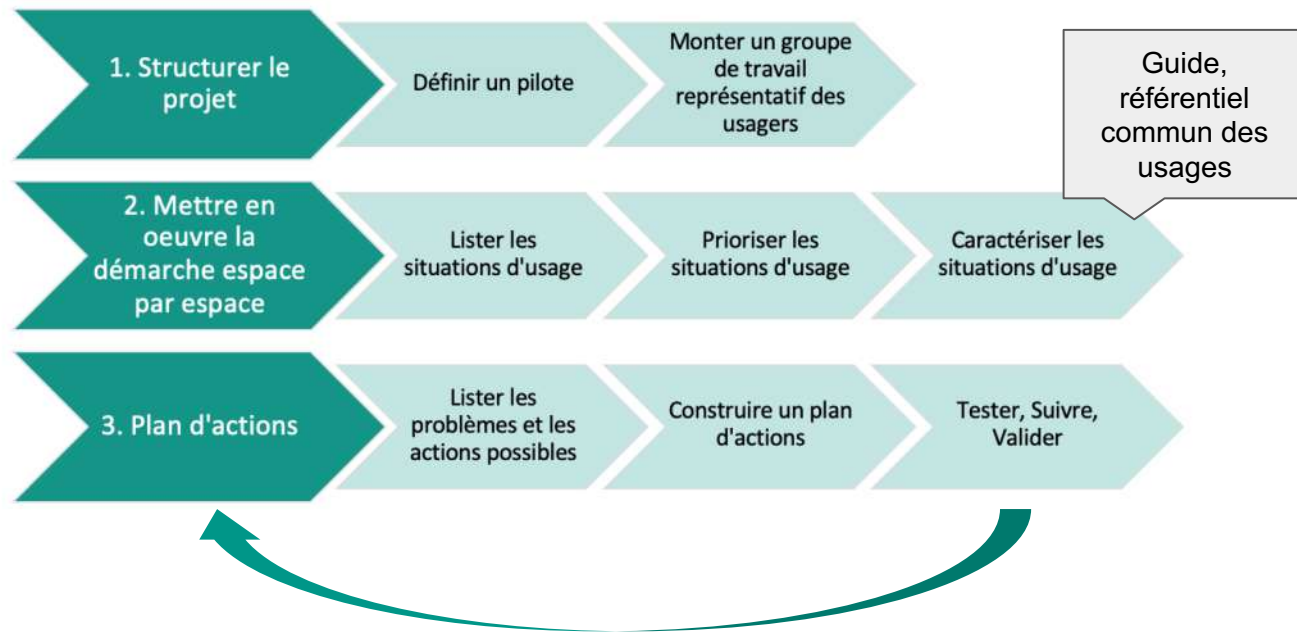 1. Structurer le
projet
Définir un pilote
Monter un groupe
de travail
représentatif des
usagers
Guide,
référentiel
commun des
usages
2. Mettre en
oeuvre la
démarche espace
par espace
Lister les
situations d'usage
Prioriser les
situations d'usage
Caractériser les
situations d'usage
3. Plan d'actions
Lister les
problèmes et les
actions possibles
Construire un plan
d'actions
Tester, Suivre,
Valider